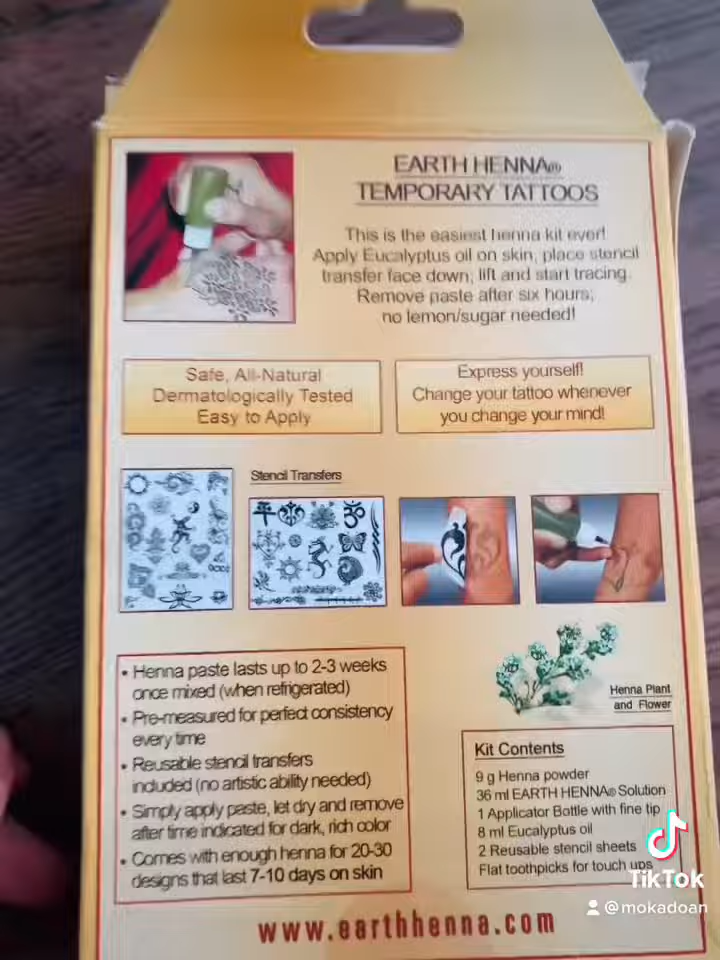 EARTH HENNA®
TEMPORARY TATTOOS
This is the easiest henna kit ever!
Apply Eucalyptus oil on skin, place stencil
transfer face down, lift and start tracing.
Remove paste after six hours;
no lemon/sugar needed!
Safe, All-Natural
Dermatologically Tested
Easy to Apply
Express yourself!
Change your tattoo whenever
you change your mind!
Stencil Transfers
平
ॐ
• Henna paste lasts up to 2-3 weeks
once mixed (when refrigerated)
• Pre-measured for perfect consistency
every time
• Reusable stencil transfers
included (no artistic ability needed)
• Simply apply paste, let dry and remove
after time indicated for dark, rich color
• Comes with enough henna for 20-30
designs that last 7-10 days on skin
Henna Plant
and Flower
Kit Contents
9 g Henna powder
36 ml EARTH HENNA® Solution
1 Applicator Bottle with fine tip
8 ml Eucalyptus oil
2 Reusable stencil sheets
Flat toothpicks for touch ups
www.earthhenna.com
TikTok
@mokadoan